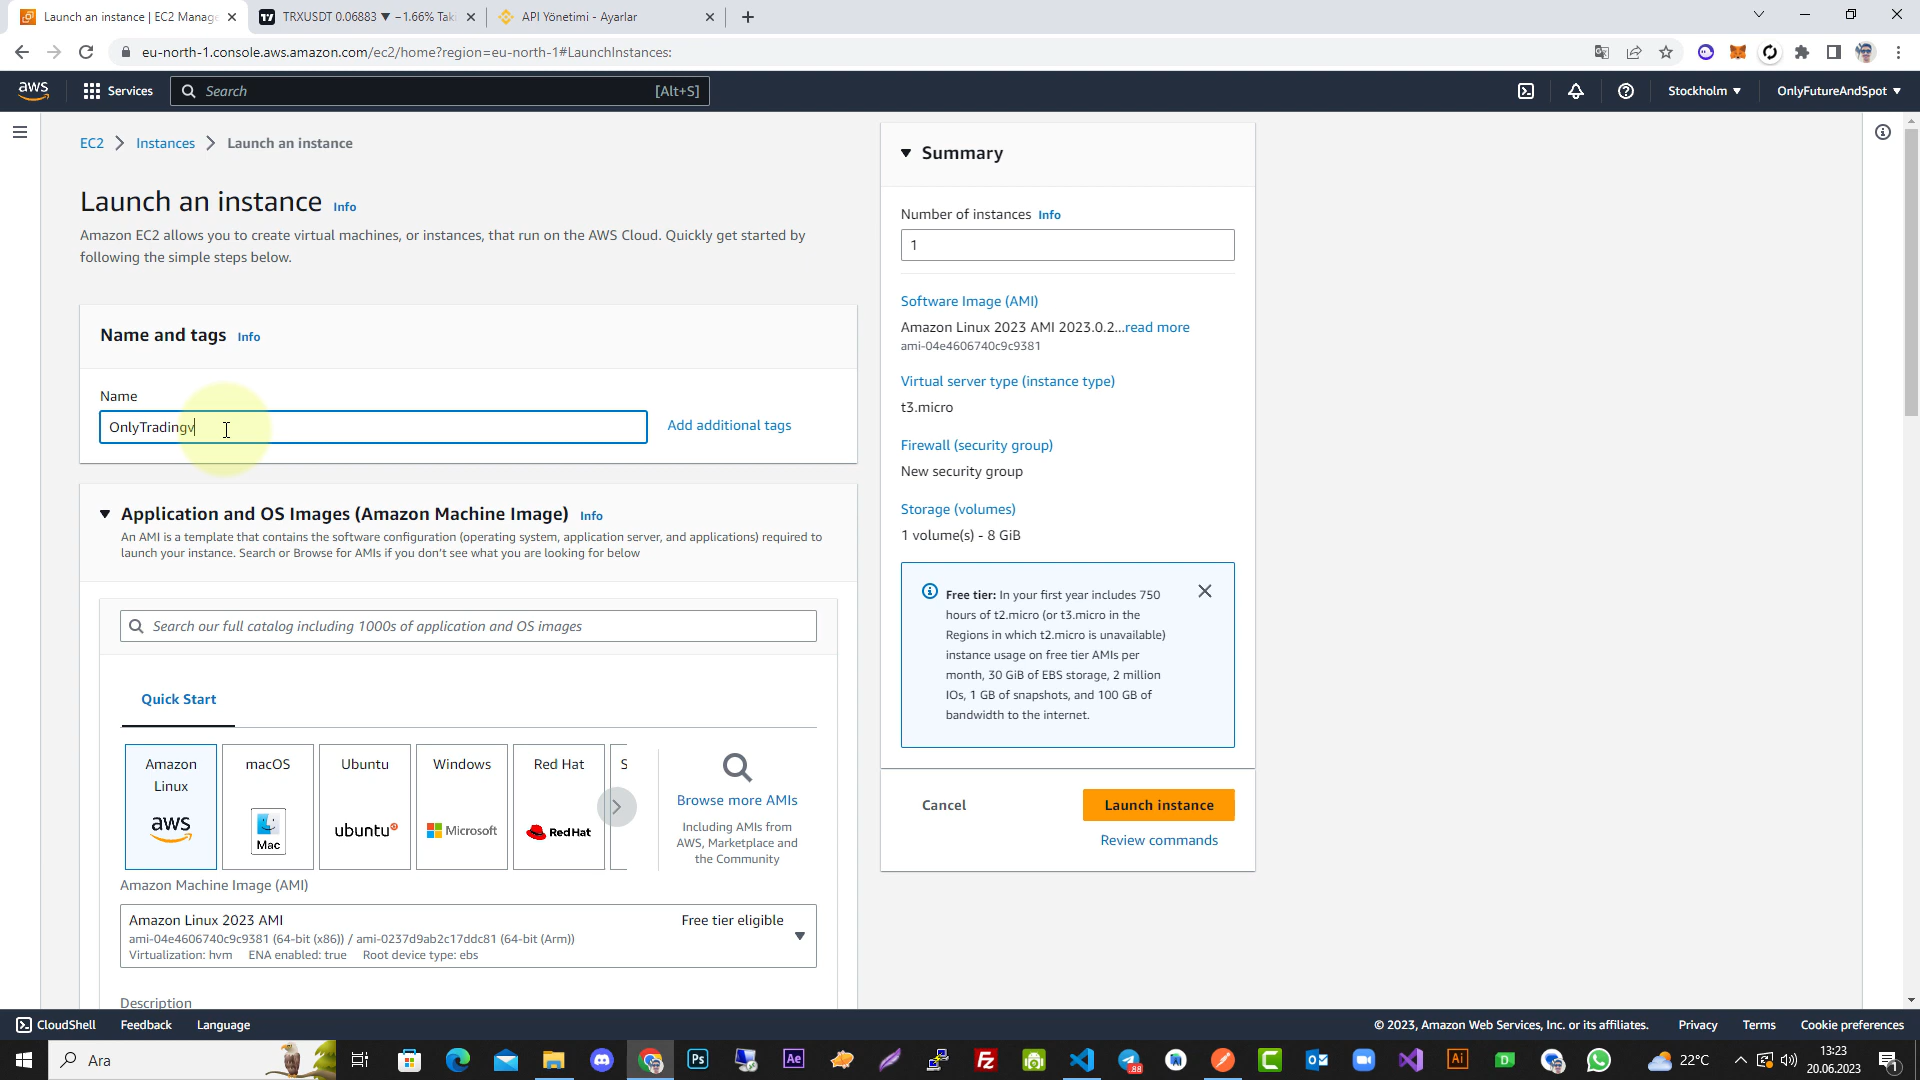 Launch an instance | EC2 Manage
TRXUSDT 0.06883 ▼ −1.66% Tak
API Yönetimi - Ayarlar
eu-north-1.console.aws.amazon.com/ec2/home?region=eu-north-1#LaunchInstances:
aws
Services
Search
[Alt+S]
Stockholm ▼
OnlyFutureAndSpot ▼
EC2 > Instances > Launch an instance
Launch an instance Info
Amazon EC2 allows you to create virtual machines, or instances, that run on the AWS Cloud. Quickly get started by
following the simple steps below.
Name and tags Info
Name
OnlyTradingv
Add additional tags
Application and OS Images (Amazon Machine Image) Info
An AMI is a template that contains the software configuration (operating system, application server, and applications) required to
launch your instance. Search or Browse for AMIs if you don't see what you are looking for below
Search our full catalog including 1000s of application and OS images
Quick Start
Amazon
Linux
aws
macOS
Mac
Ubuntu
ubuntu
Windows
Microsoft
Red Hat
RedHat
S
Browse more AMIs
Including AMIs from
AWS, Marketplace and
the Community
Amazon Machine Image (AMI)
Amazon Linux 2023 AMI
Free tier eligible
ami-04e4606740c9c9381 (64-bit (x86)) / ami-0237d9ab2c17ddc81 (64-bit (Arm))
Virtualization: hvm ENA enabled: true Root device type: ebs
Description
Summary
Number of instances Info
1
Software Image (AMI)
Amazon Linux 2023 AMI 2023.0.2...read more
ami-04e4606740c9c9381
Virtual server type (instance type)
t3.micro
Firewall (security group)
New security group
Storage (volumes)
1 volume(s) - 8 GiB
Free tier: In your first year includes 750
hours of t2.micro (or t3.micro in the
Regions in which t2.micro is unavailable)
instance usage on free tier AMIs per
month, 30 GiB of EBS storage, 2 million
IOs, 1 GB of snapshots, and 100 GB of
bandwidth to the internet.
Cancel
Launch instance
Review commands
CloudShell
Feedback
Language
© 2023, Amazon Web Services, Inc. or its affiliates.
Privacy
Terms
Cookie preferences
Ara
Ps
Ae
Fz
88
C
Ai
D
22°C
13:23
20.06.2023
1